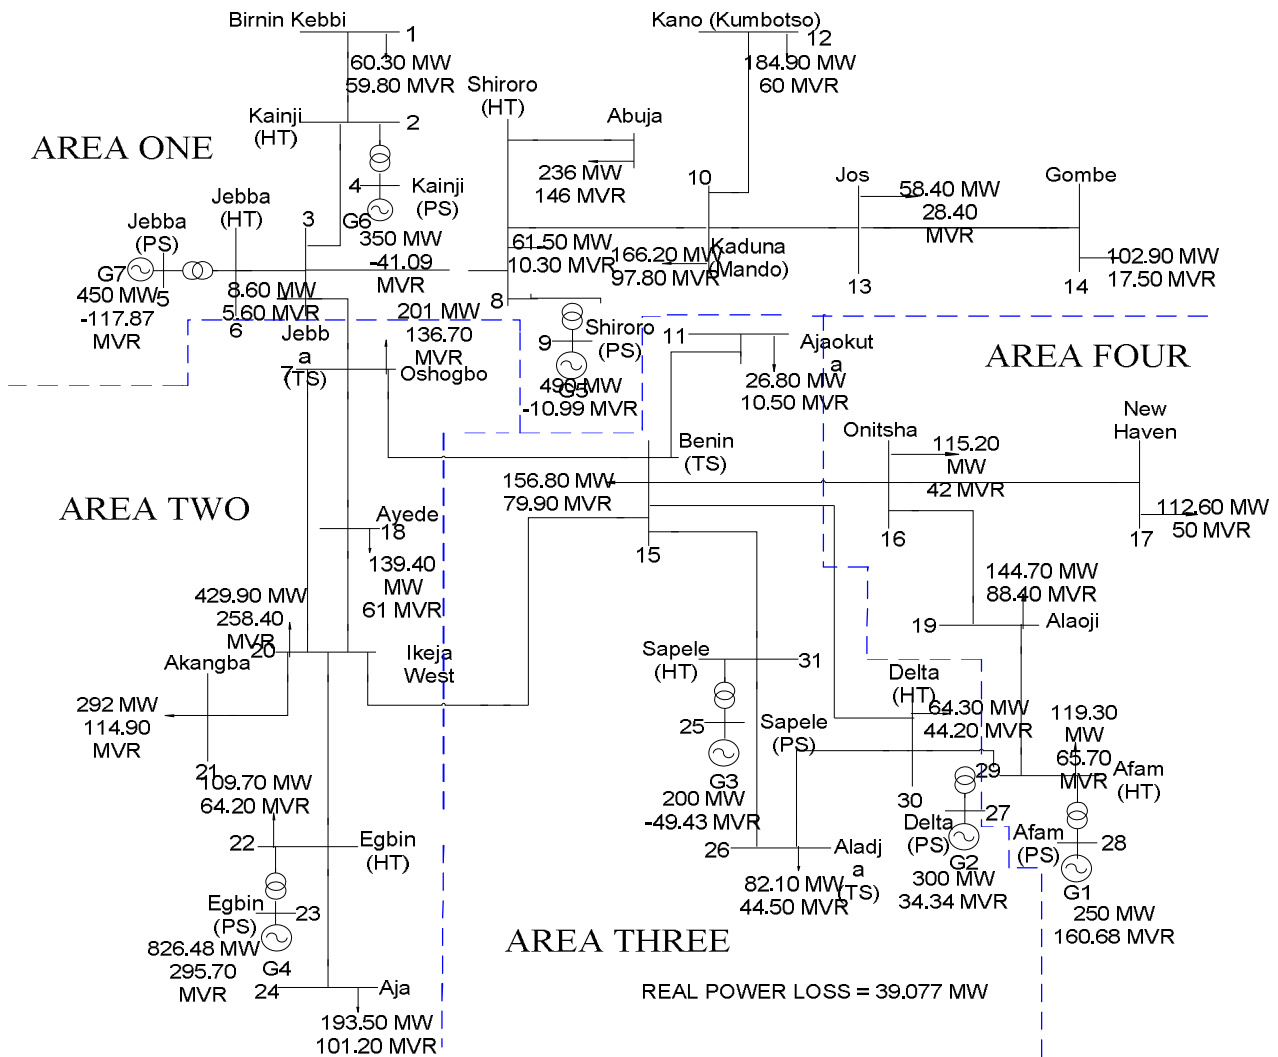 Birnin Kebbi
1
60.30 MW
59.80 MVR
Kano (Kumbotso)
12
184.90 MW
60 MVR
Shiroro
(HT)
Kainji
(HT)
2
Abuja
AREA ONE
236 MW
146 MVR
4
Kainji
(PS)
G6
350 MW
-41.09
MVR
10
Jos
58.40 MW
28.40
MVR
Gombe
Jebba
(HT)
3
Jebba
(PS)
G7
450 MW
-117.87
MVR
5
6
8.60 MW
5.60 MVR
61.50 MW
10.30 MVR
166.20 MW
97.80 MVR
Kaduna
(Mando)
13
102.90 MW
17.50 MVR
14
8
201 MW
136.70
MVR
9
Shiroro
(PS)
G5
490 MW
-10.99 MVR
11
Ajaokut
a
26.80 MW
10.50 MVR
AREA FOUR
Jebb
a
(TS)
7
Oshogbo
Benin
(TS)
Onitsha
115.20
MW
42 MVR
New
Haven
156.80 MW
79.90 MVR
15
16
112.60 MW
50 MVR
17
AREA TWO
Ayede
18
139.40
MW
61 MVR
429.90 MW
258.40
MVR
20
Ikeja
West
144.70 MW
88.40 MVR
19
Alaoji
Akangba
292 MW
114.90
MVR
21
Sapele
(HT)
31
25
Sapele
(PS)
G3
200 MW
-49.43 MVR
Delta
(HT)
64.30 MW
44.20 MVR
119.30
MW
65.70
MVR
29
Afam
(HT)
109.70 MW
64.20 MVR
22
Egbin
(HT)
30
Delta
(PS)
27
G2
300 MW
34.34 MVR
Afam
(PS)
28
G1
250 MW
160.68 MVR
26
Aladj
a
(TS)
82.10 MW
44.50 MVR
Egbin
(PS)
23
826.48 MW
295.70
MVR
G4
24
Aja
193.50 MW
101.20 MVR
AREA THREE
REAL POWER LOSS = 39.077 MW